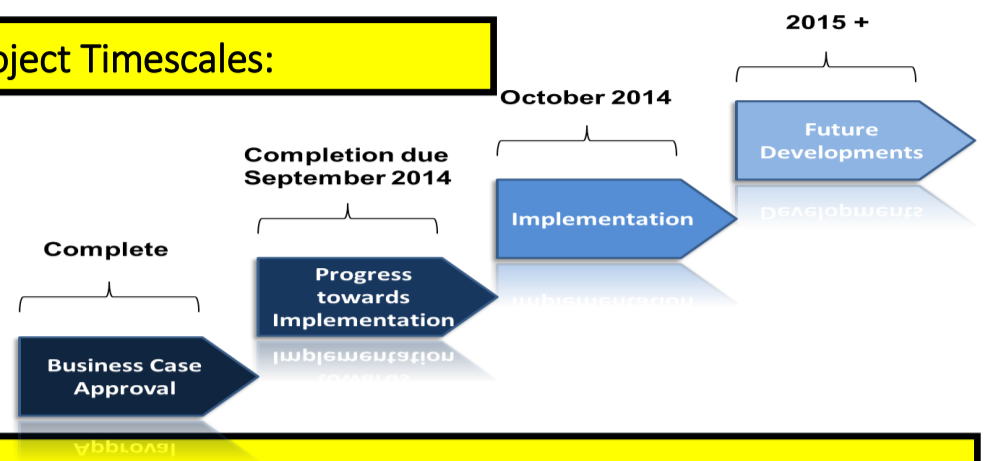 oject Timescales:
2015 +
October 2014
Future
Developments
Completion due
September 2014
Implementation
Complete
Progress
towards
Implementation
Business Case
Approval